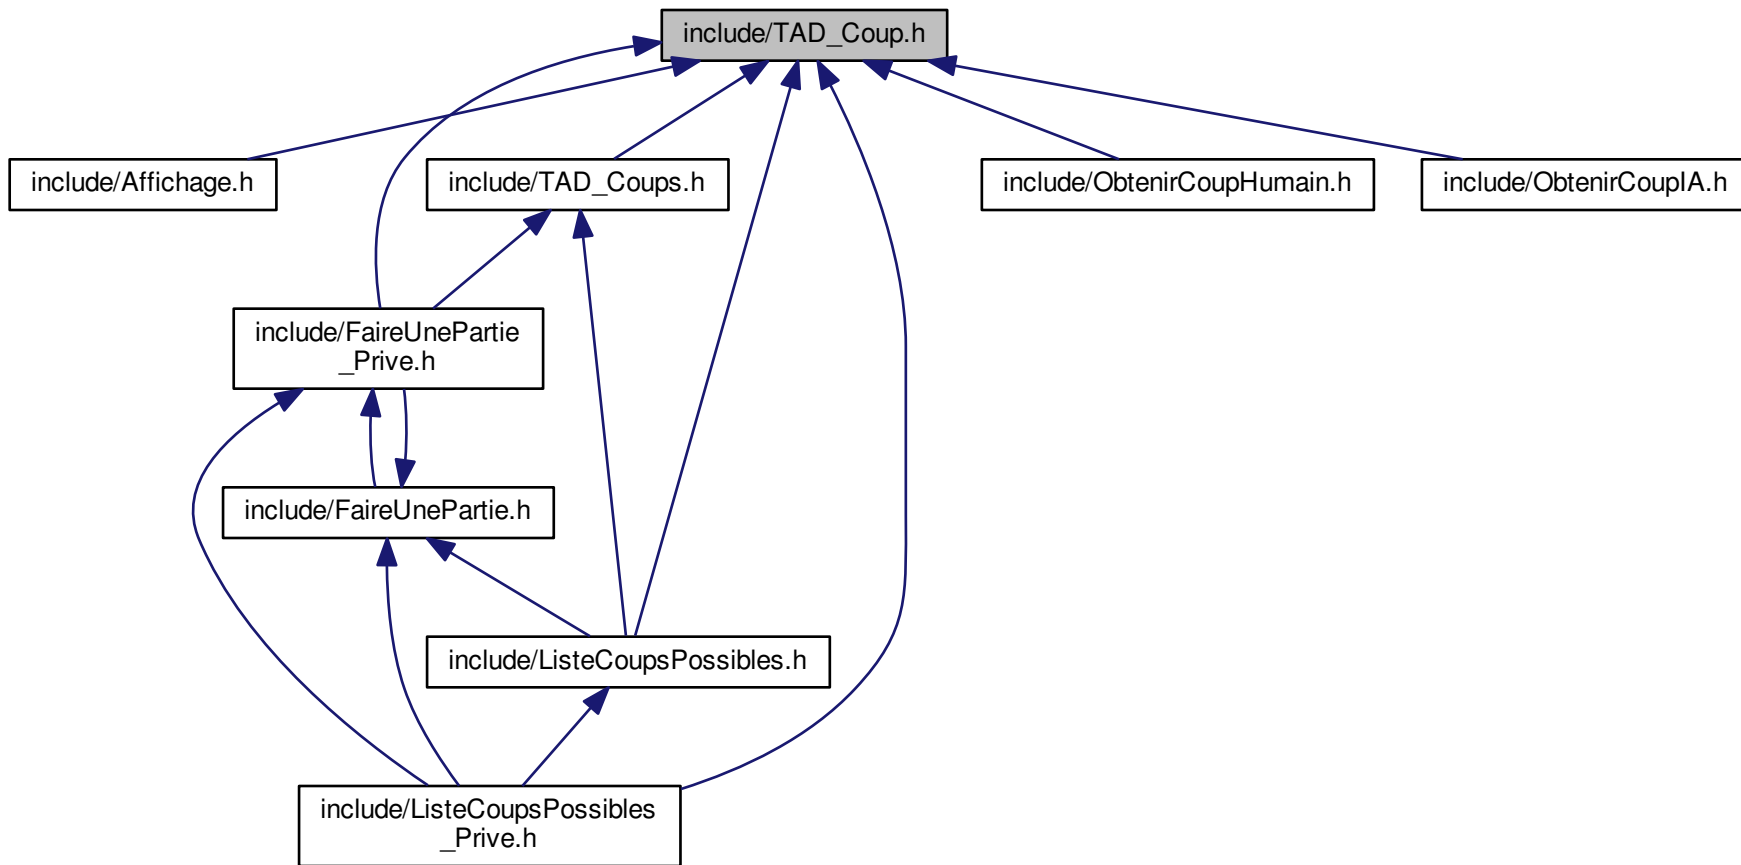 include/TAD_Coup.h
include/Affichage.h
include/TAD_Coups.h
include/ObtenirCoupHumain.h
include/ObtenirCoupIA.h
include/FaireUnePartie
_Prive.h
include/FaireUnePartie.h
include/ListeCoupsPossibles.h
include/ListeCoupsPossibles
_Prive.h